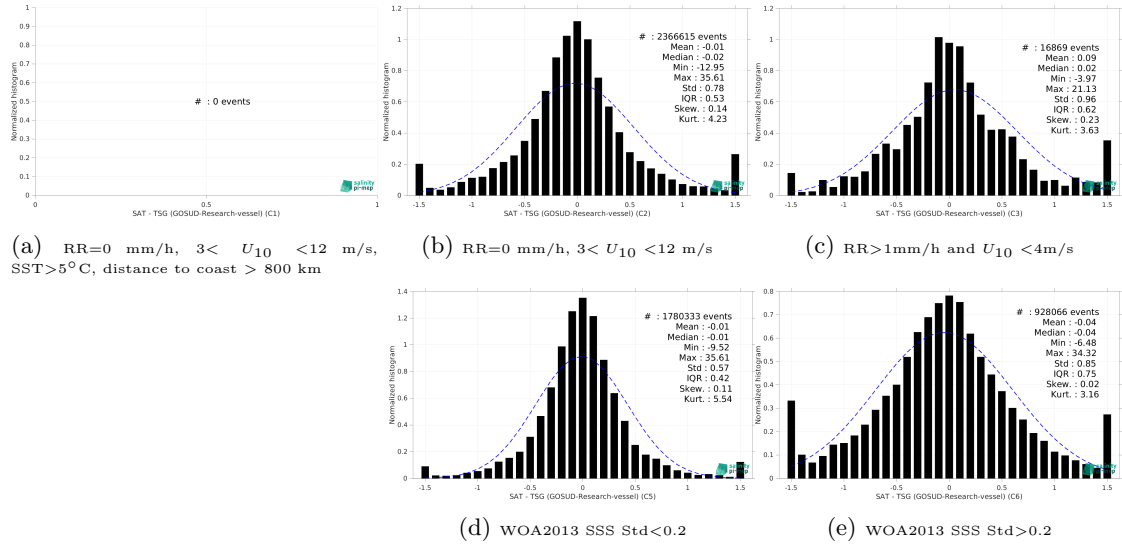 Normalized histogram
1
0.9
0.8
0.7
0.6
0.5
0.4
0.3
0.2
0.1
0
# : 0 events
0 0.5 1
SAT - TSG (GOSUD-Research-vessel) (C1)
salinity
pi-mep
(a) RR=0 mm/h, 3< U10 <12 m/s,
SST>5°C, distance to coast > 800 km
Normalized histogram
1.2
1
0.8
0.6
0.4
0.2
0
# : 2366615 events
Mean : -0.01
Median : -0.02
Min : -12.95
Max : 35.61
Std : 0.78
IQR : 0.53
Skew. : 0.14
Kurt. : 4.23
-1.5 -1 -0.5 0 0.5 1 1.5
SAT - TSG (GOSUD-Research-vessel) (C2)
salinity
pi-mep
(b) RR=0 mm/h, 3< U10 <12 m/s
Normalized histogram
1.2
1
0.8
0.6
0.4
0.2
0
# : 16869 events
Mean : 0.09
Median : 0.02
Min : -3.97
Max : 21.13
Std : 0.96
IQR : 0.62
Skew. : 0.23
Kurt. : 3.63
-1.5 -1 -0.5 0 0.5 1 1.5
SAT - TSG (GOSUD-Research-vessel) (C3)
salinity
pi-mep
(c) RR>1mm/h and U10 <4m/s
Normalized histogram
1.4
1.2
1
0.8
0.6
0.4
0.2
0
# : 1780333 events
Mean : -0.01
Median : -0.01
Min : -9.52
Max : 35.61
Std : 0.57
IQR : 0.42
Skew. : 0.11
Kurt. : 5.54
-1.5 -1 -0.5 0 0.5 1 1.5
SAT - TSG (GOSUD-Research-vessel) (C5)
salinity
pi-mep
(d) WOA2013 SSS Std<0.2
Normalized histogram
0.8
0.7
0.6
0.5
0.4
0.3
0.2
0.1
0
# : 928066 events
Mean : -0.04
Median : -0.04
Min : -6.48
Max : 34.32
Std : 0.85
IQR : 0.75
Skew. : 0.02
Kurt. : 3.16
-1.5 -1 -0.5 0 0.5 1 1.5
SAT - TSG (GOSUD-Research-vessel) (C6)
salinity
pi-mep
(e) WOA2013 SSS Std>0.2